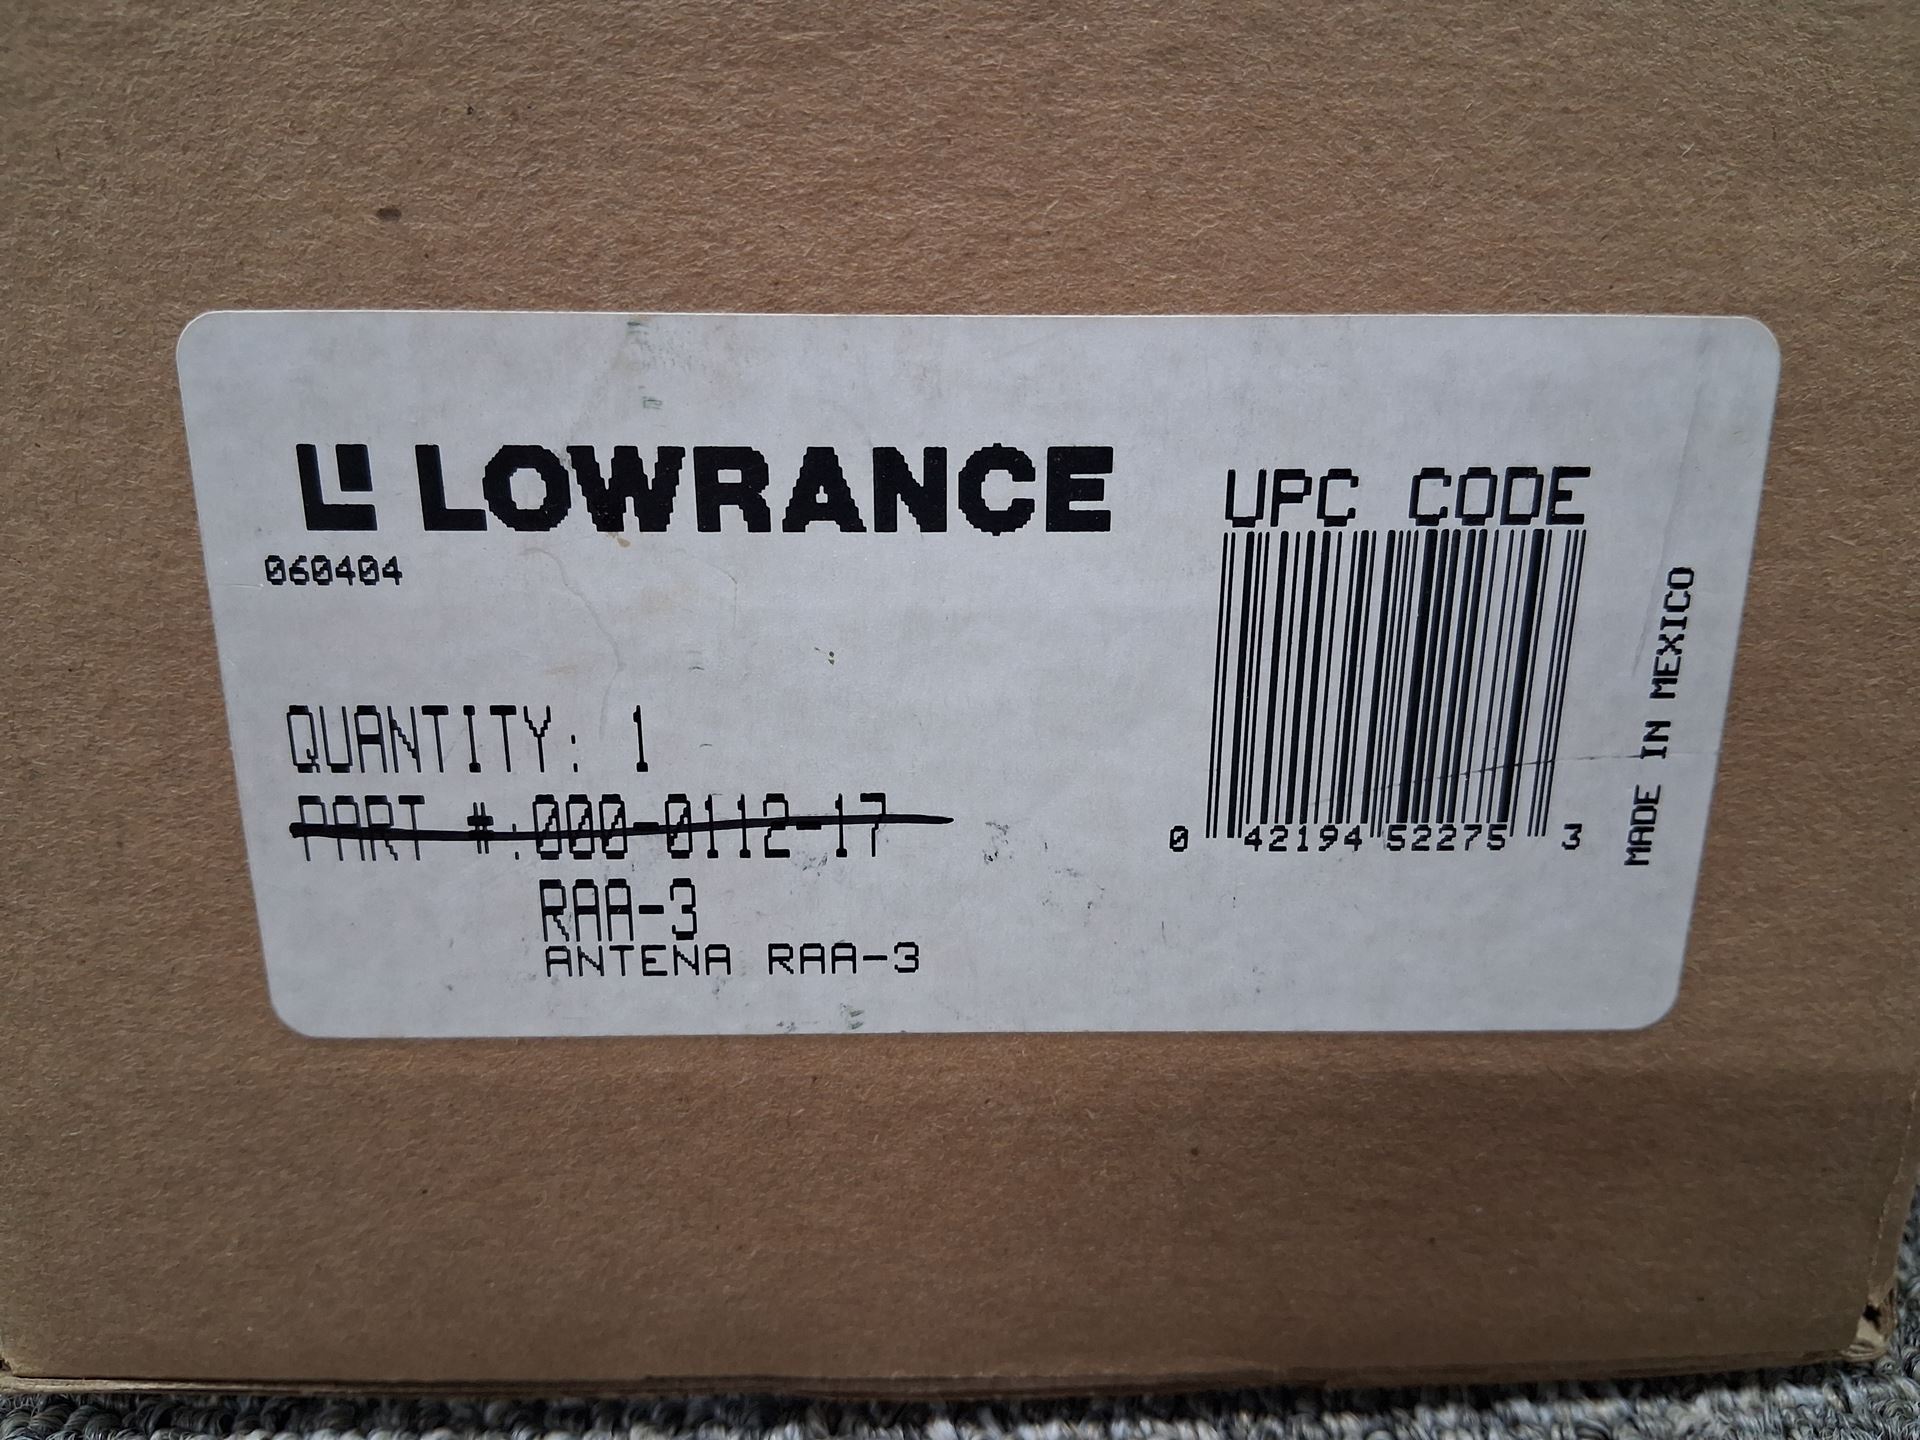 LOWRANCE
060404
QUANTITY: 1
PART #:000-0112-17
RAA-3
ANTENA RAA-3
UPC CODE
0 42194 52275 3
MADE IN MEXICO